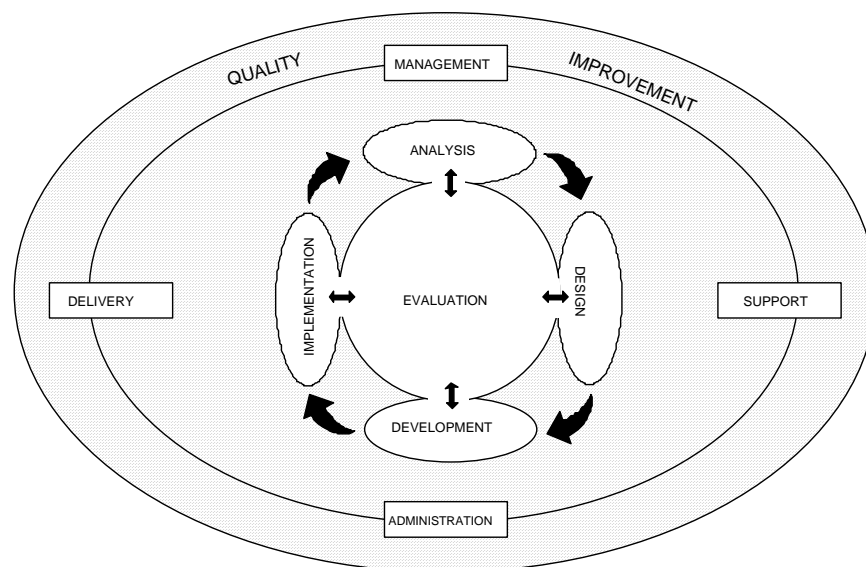 QUALITY
IMPROVEMENT
MANAGEMENT
ANALYSIS
IMPLEMENTATION
DESIGN
DELIVERY
EVALUATION
SUPPORT
DEVELOPMENT
ADMINISTRATION